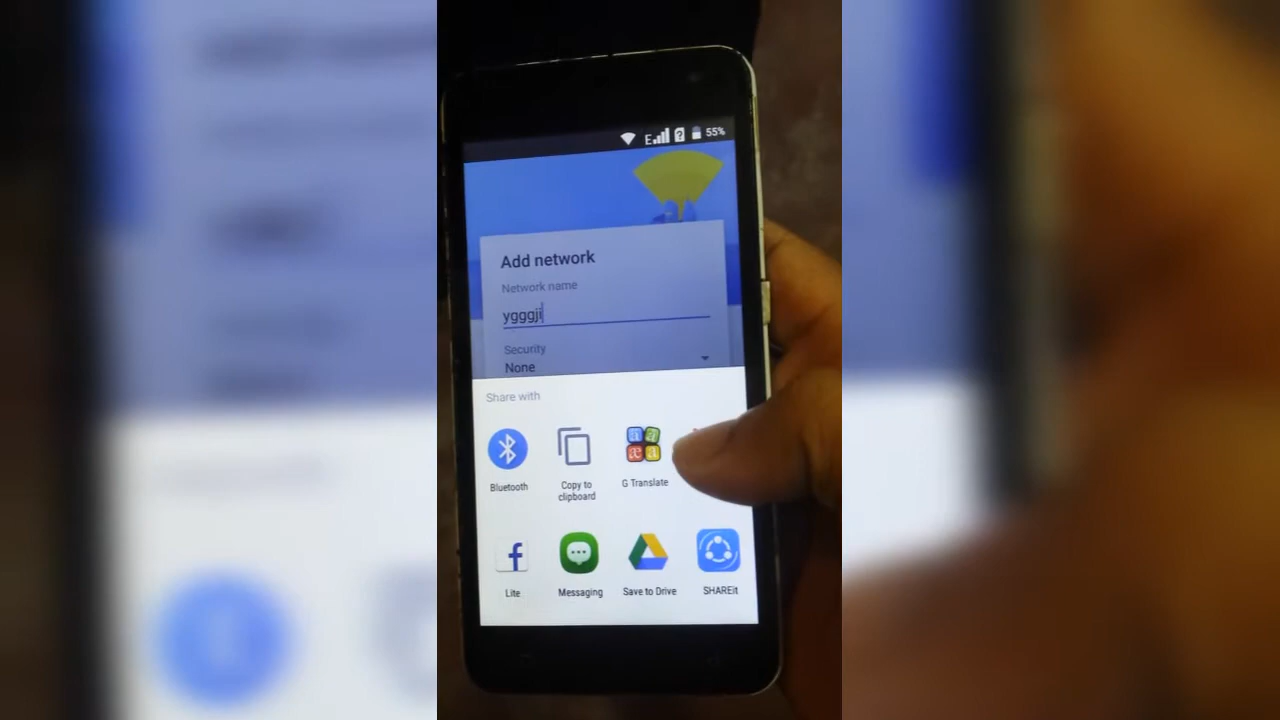 E 55%
Add network
Network name
ygggji
Security
None
Share with
Bluetooth
Copy to
clipboard
G Translate
Lite
Messaging
Save to Drive
SHAREit